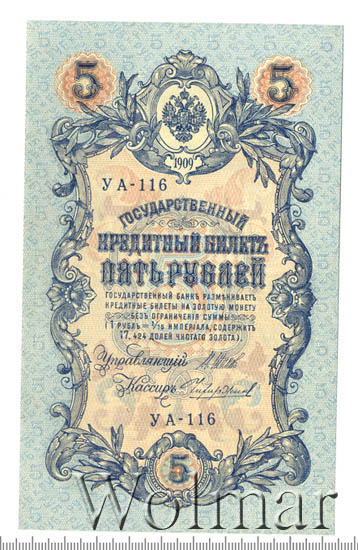 5 5
1909
УА-116
ГОСУДАРСТВЕННЫЙ
КРЕДИТНЫЙ БИЛЕТЪ
ПЯТЬ РУБЛЕЙ
ГОСУДАРСТВЕННЫЙ БАНКЪ РАЗМѢНИВАЕТЪ
КРЕДИТНЫЕ БИЛЕТЫ НА ЗОЛОТУЮ МОНЕТУ
БЕЗЪ ОГРАНИЧЕНІЯ СУММЫ
(1 РУБЛЬ = 1/15 ИМПЕРІАЛА, СОДЕРЖИТЪ
17,424 ДОЛЕЙ ЧИСТАГО ЗОЛОТА).
Управляющій
Кассиръ
УА-116
5
Wolmar